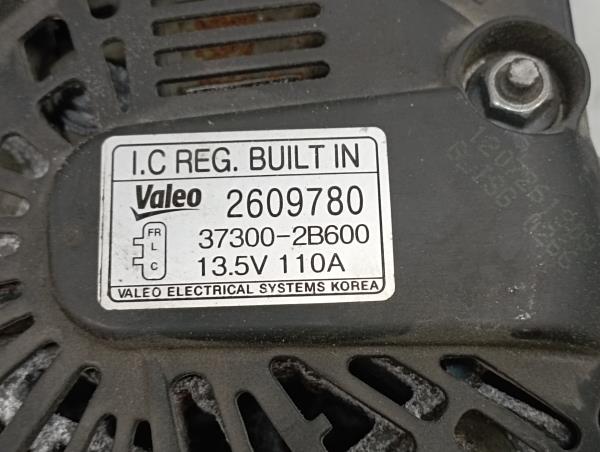 I.C REG. BUILT IN
Valeo 2609780
FR
L
C
37300-2B600
13.5V 110A
VALEO ELECTRICAL SYSTEMS KOREA